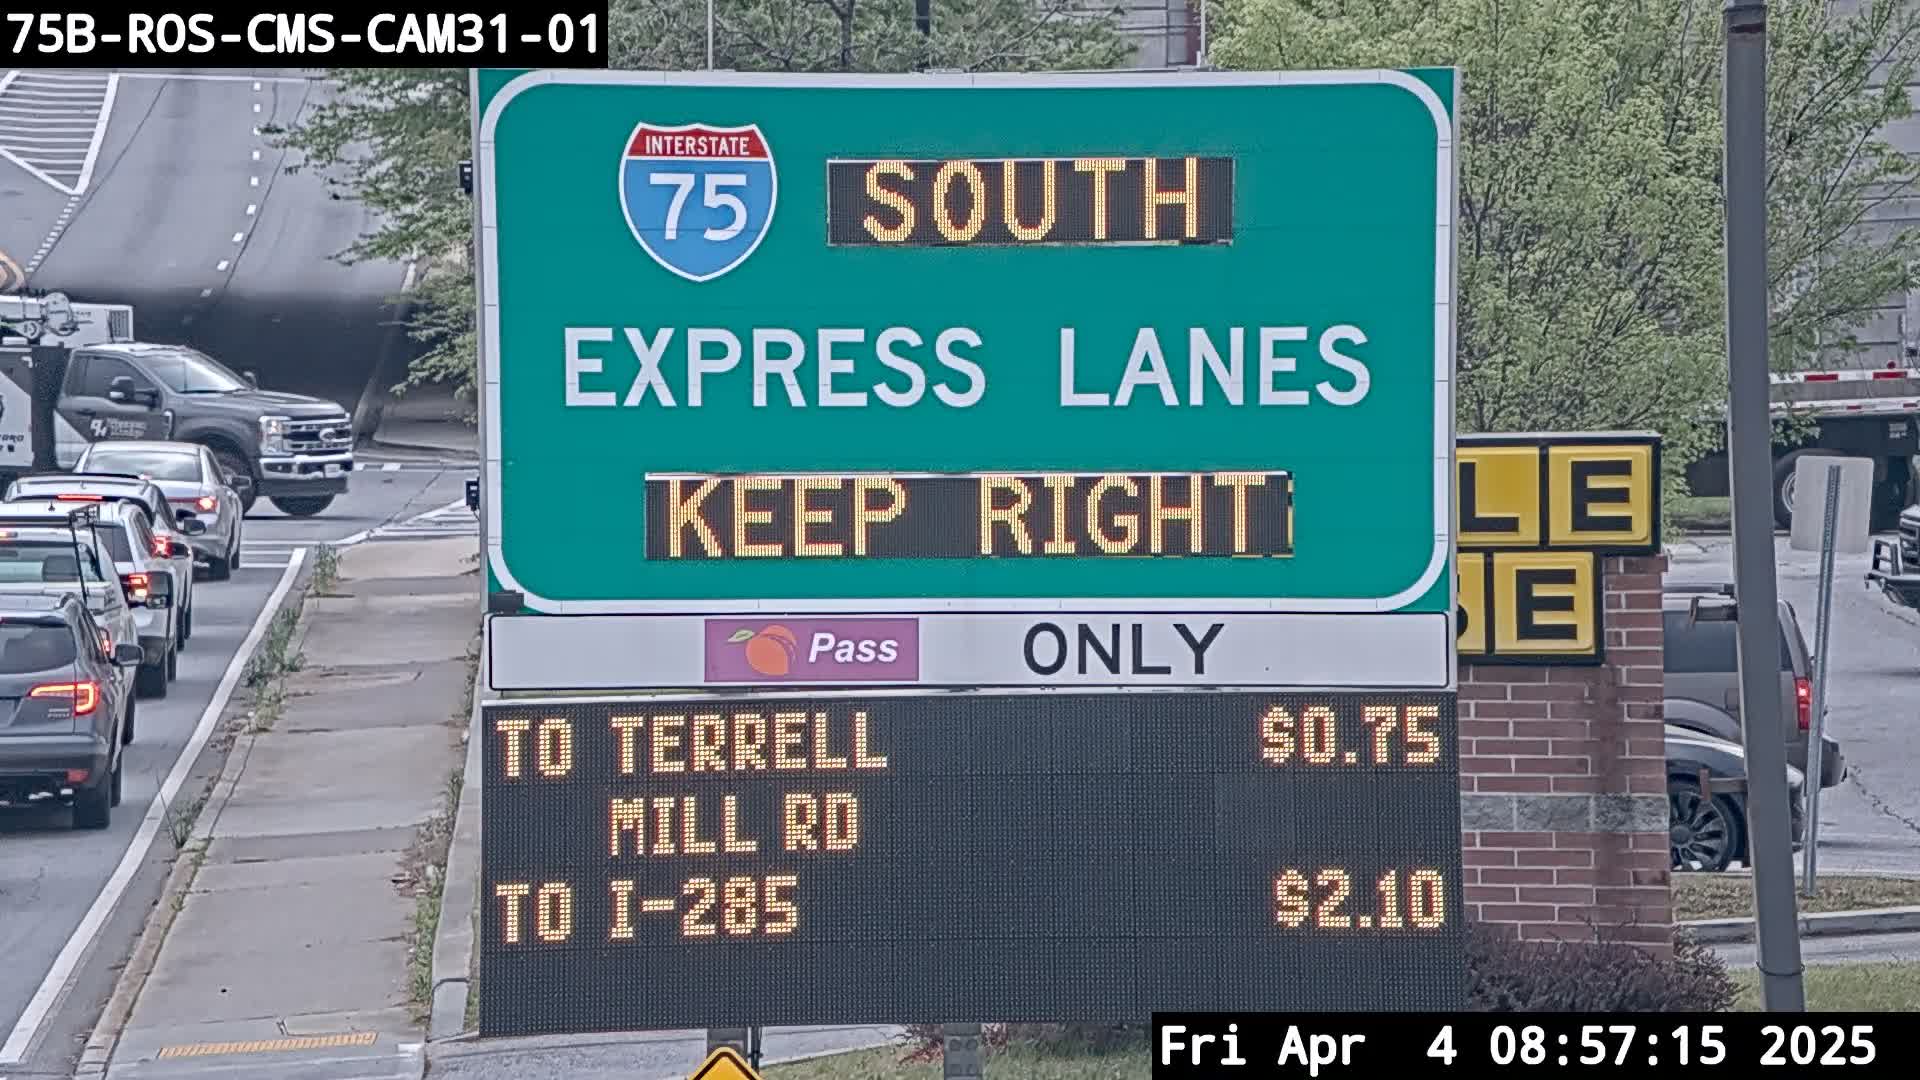 75B-ROS-CMS-CAM31-01
INTERSTATE
75
SOUTH
EXPRESS LANES
KEEP RIGHT
Pass ONLY
TO TERRELL $0.75
MILL RD
TO I-285 $2.10
LE
E
Fri Apr 4 08:57:15 2025